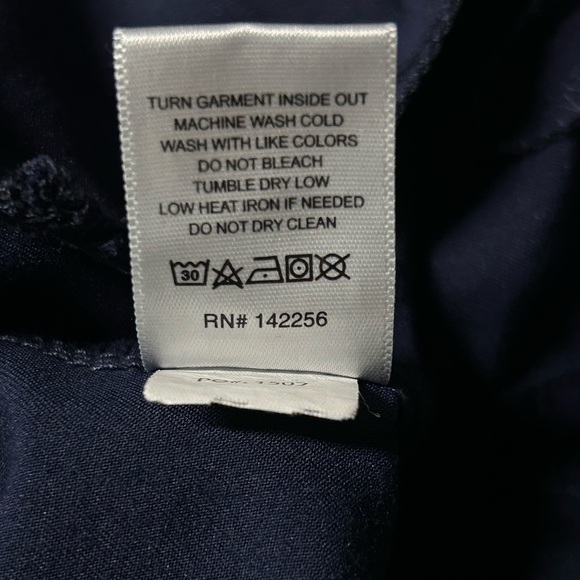 TURN GARMENT INSIDE OUT
MACHINE WASH COLD
WASH WITH LIKE COLORS
DO NOT BLEACH
TUMBLE DRY LOW
LOW HEAT IRON IF NEEDED
DO NOT DRY CLEAN
30
RN# 142256